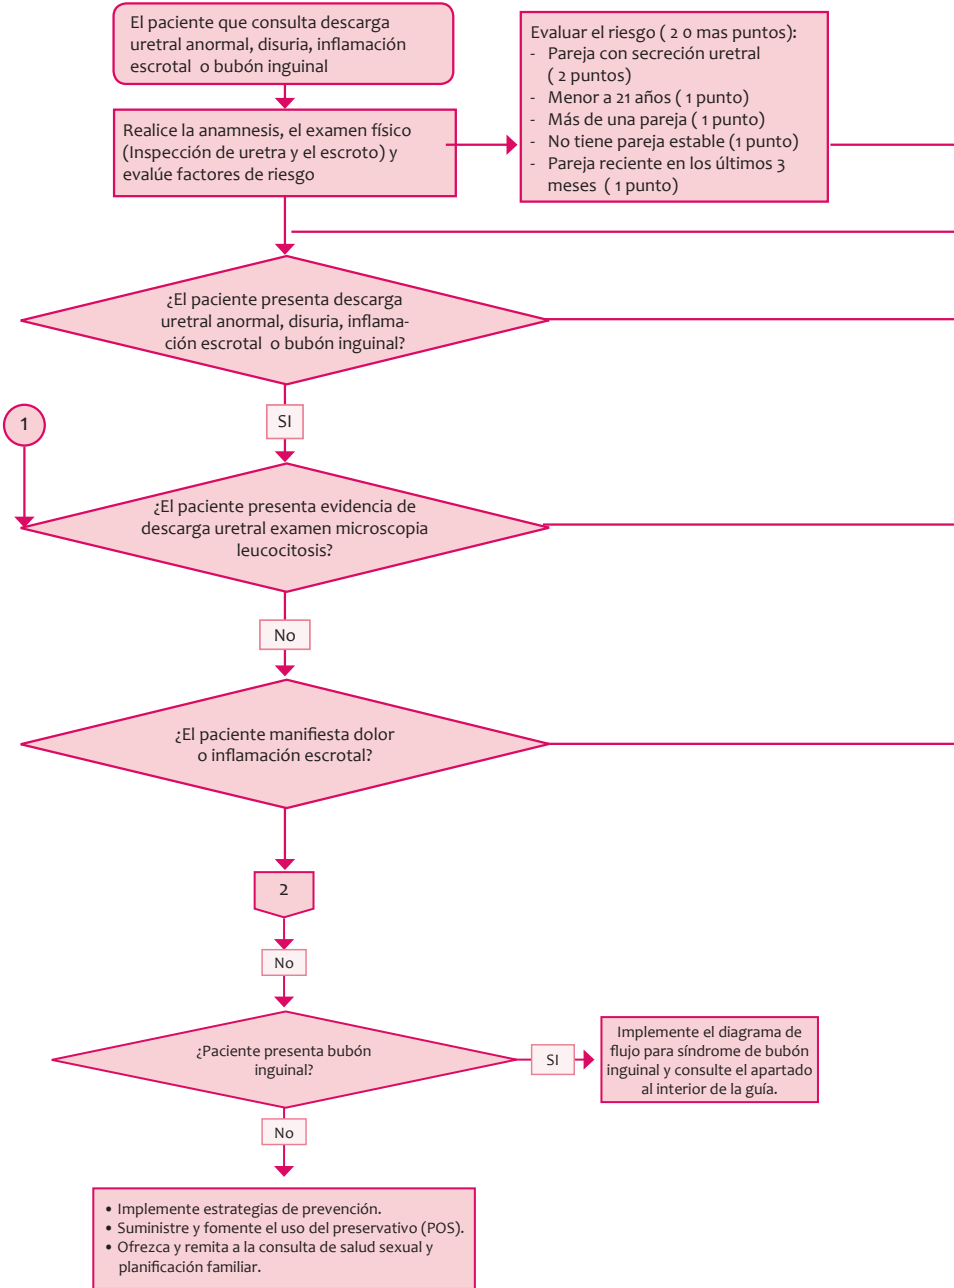 El paciente que consulta descarga
uretral anormal, disuria, inflamación
escrotal o bubón inguinal
Evaluar el riesgo ( 2 o mas puntos):
- Pareja con secreción uretral
( 2 puntos)
- Menor a 21 años ( 1 punto)
- Más de una pareja ( 1 punto)
- No tiene pareja estable (1 punto)
- Pareja reciente en los últimos 3
meses ( 1 punto)
Realice la anamnesis, el examen físico
(Inspección de uretra y el escroto) y
evalúe factores de riesgo
¿El paciente presenta descarga
uretral anormal, disuria, inflama-
ción escrotal o bubón inguinal?
SI
1
¿El paciente presenta evidencia de
descarga uretral examen microscopia
leucocitosis?
No
¿El paciente manifiesta dolor
o inflamación escrotal?
2
No
¿Paciente presenta bubón
inguinal?
SI
Implemente el diagrama de
flujo para síndrome de bubón
inguinal y consulte el apartado
al interior de la guía.
No
• Implemente estrategias de prevención.
• Suministre y fomente el uso del preservativo (POS).
• Ofrezca y remita a la consulta de salud sexual y
planificación familiar.